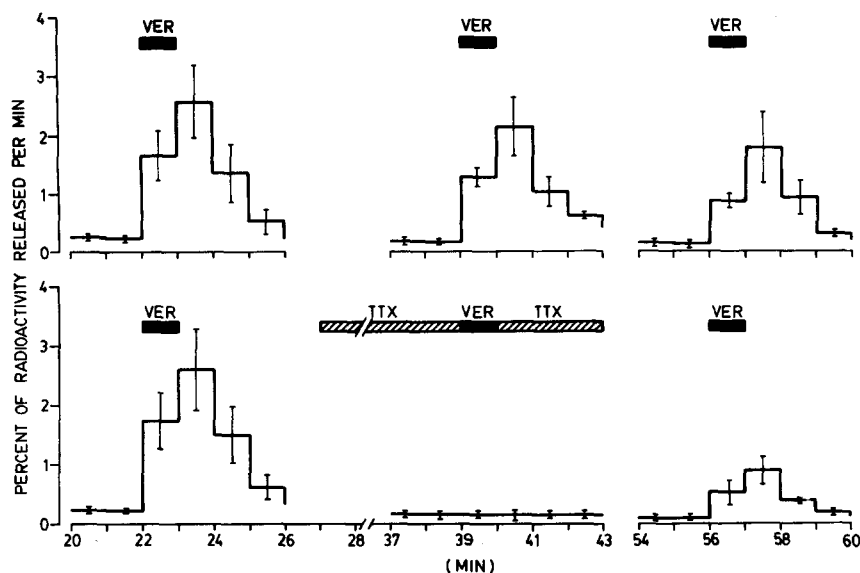 PERCENT OF RADIOACTIVITY RELEASED PER MIN
4
3
2
1
0
VER
VER
VER
4
3
2
1
0
VER
TTX
VER
TTX
VER
20
22
24
26
28
37
39
41
43
54
56
58
60
(MIN)